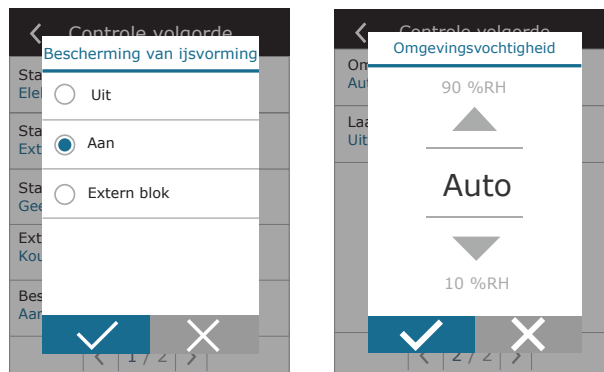 Controle volgorde
Bescherming van ijsvorming
Sta
Ele
Uit
Sta
Ext
Aan
Sta
Gee
Extern blok
Ext
Kou
Bes
Aan
1 / 2
Controle volgorde
Omgevingsvochtigheid
Om
Aut
90 %RH
Laa
Uit
Auto
10 %RH
2 / 2